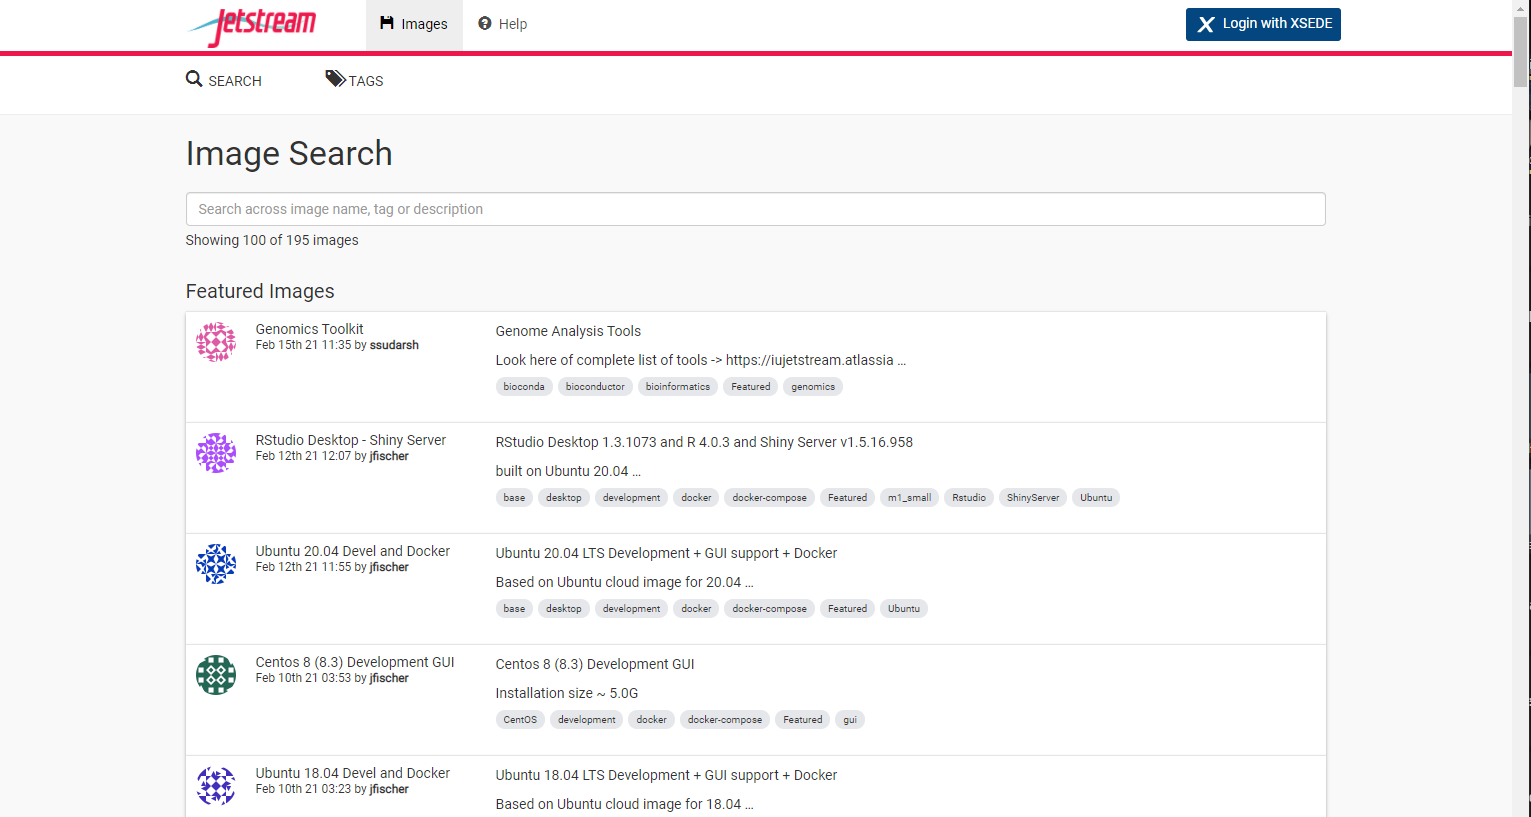 Jetstream Images Help Login with XSEDE
SEARCH TAGS
Image Search
Search across image name, tag or description
Showing 100 of 195 images
Featured Images
Genomics Toolkit
Feb 15th 21 11:35 by ssudarsh
Genome Analysis Tools
Look here of complete list of tools -> https://iujetstream.atlassia ...
bioconda bioconductor bioinformatics Featured genomics
RStudio Desktop - Shiny Server
Feb 12th 21 12:07 by jfischer
RStudio Desktop 1.3.1073 and R 4.0.3 and Shiny Server v1.5.16.958
built on Ubuntu 20.04 ...
base desktop development docker docker-compose Featured m1_small Rstudio ShinyServer Ubuntu
Ubuntu 20.04 Devel and Docker
Feb 12th 21 11:55 by jfischer
Ubuntu 20.04 LTS Development + GUI support + Docker
Based on Ubuntu cloud image for 20.04 ...
base desktop development docker docker-compose Featured Ubuntu
Centos 8 (8.3) Development GUI
Feb 10th 21 03:53 by jfischer
Centos 8 (8.3) Development GUI
Installation size ~ 5.0G
CentOS development docker docker-compose Featured gui
Ubuntu 18.04 Devel and Docker
Feb 10th 21 03:23 by jfischer
Ubuntu 18.04 LTS Development + GUI support + Docker
Based on Ubuntu cloud image for 18.04 ...